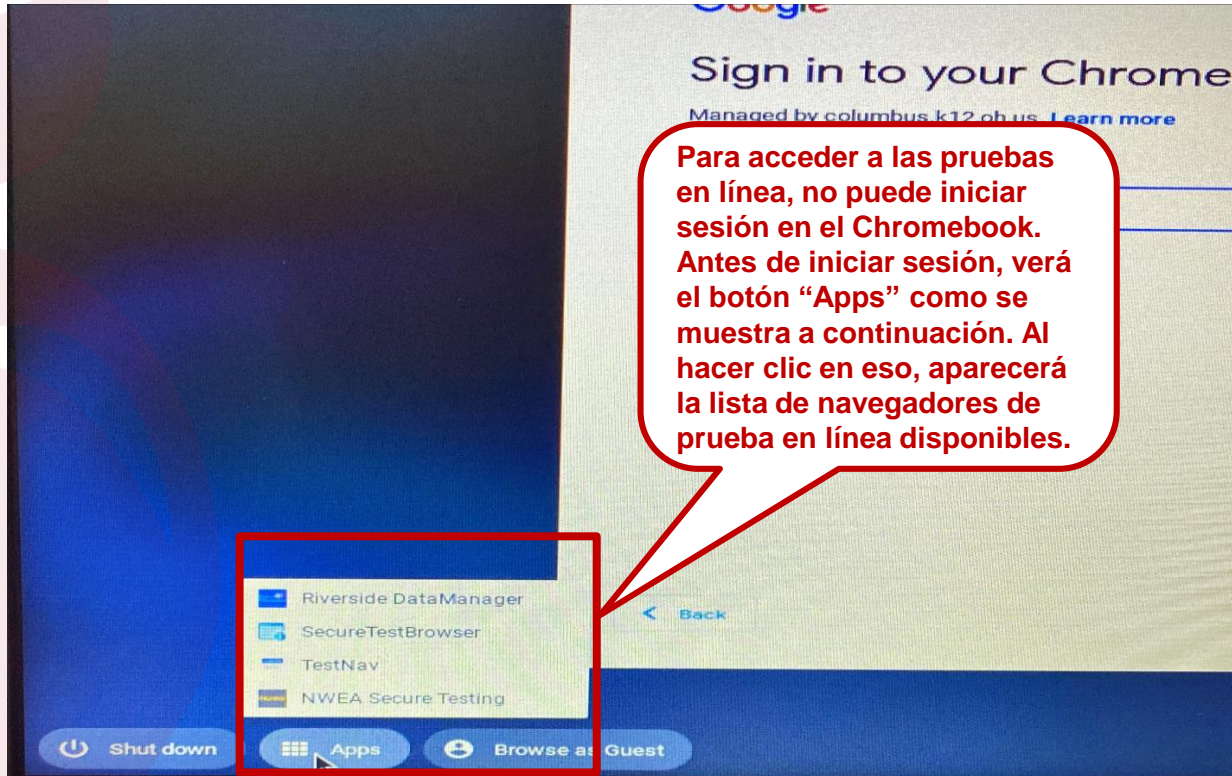 Google
Sign in to your Chrome
Managed by columbus.k12.oh.us. Learn more
Para acceder a las pruebas
en línea, no puede iniciar
sesión en el Chromebook.
Antes de iniciar sesión, verá
el botón “Apps” como se
muestra a continuación. Al
hacer clic en eso, aparecerá
la lista de navegadores de
prueba en línea disponibles.
Riverside DataManager
SecureTestBrowser
TestNav
NWEA Secure Testing
Back
Shut down
Apps
Browse as Guest